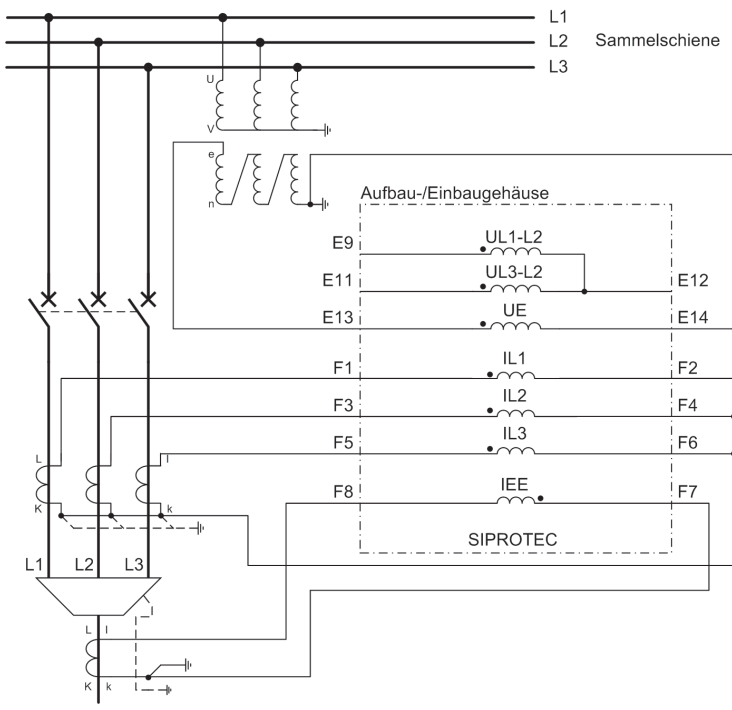 L1
L2 Sammelschiene
L3
U
V
e
n
Aufbau-/Einbaugehäuse
E9 UL1-L2
E11 UL3-L2 E12
E13 UE E14
F1 IL1 F2
F3 IL2 F4
F5 IL3 F6
L l
K k
F8 IEE F7
SIPROTEC
L1 L2 L3
L l
K k